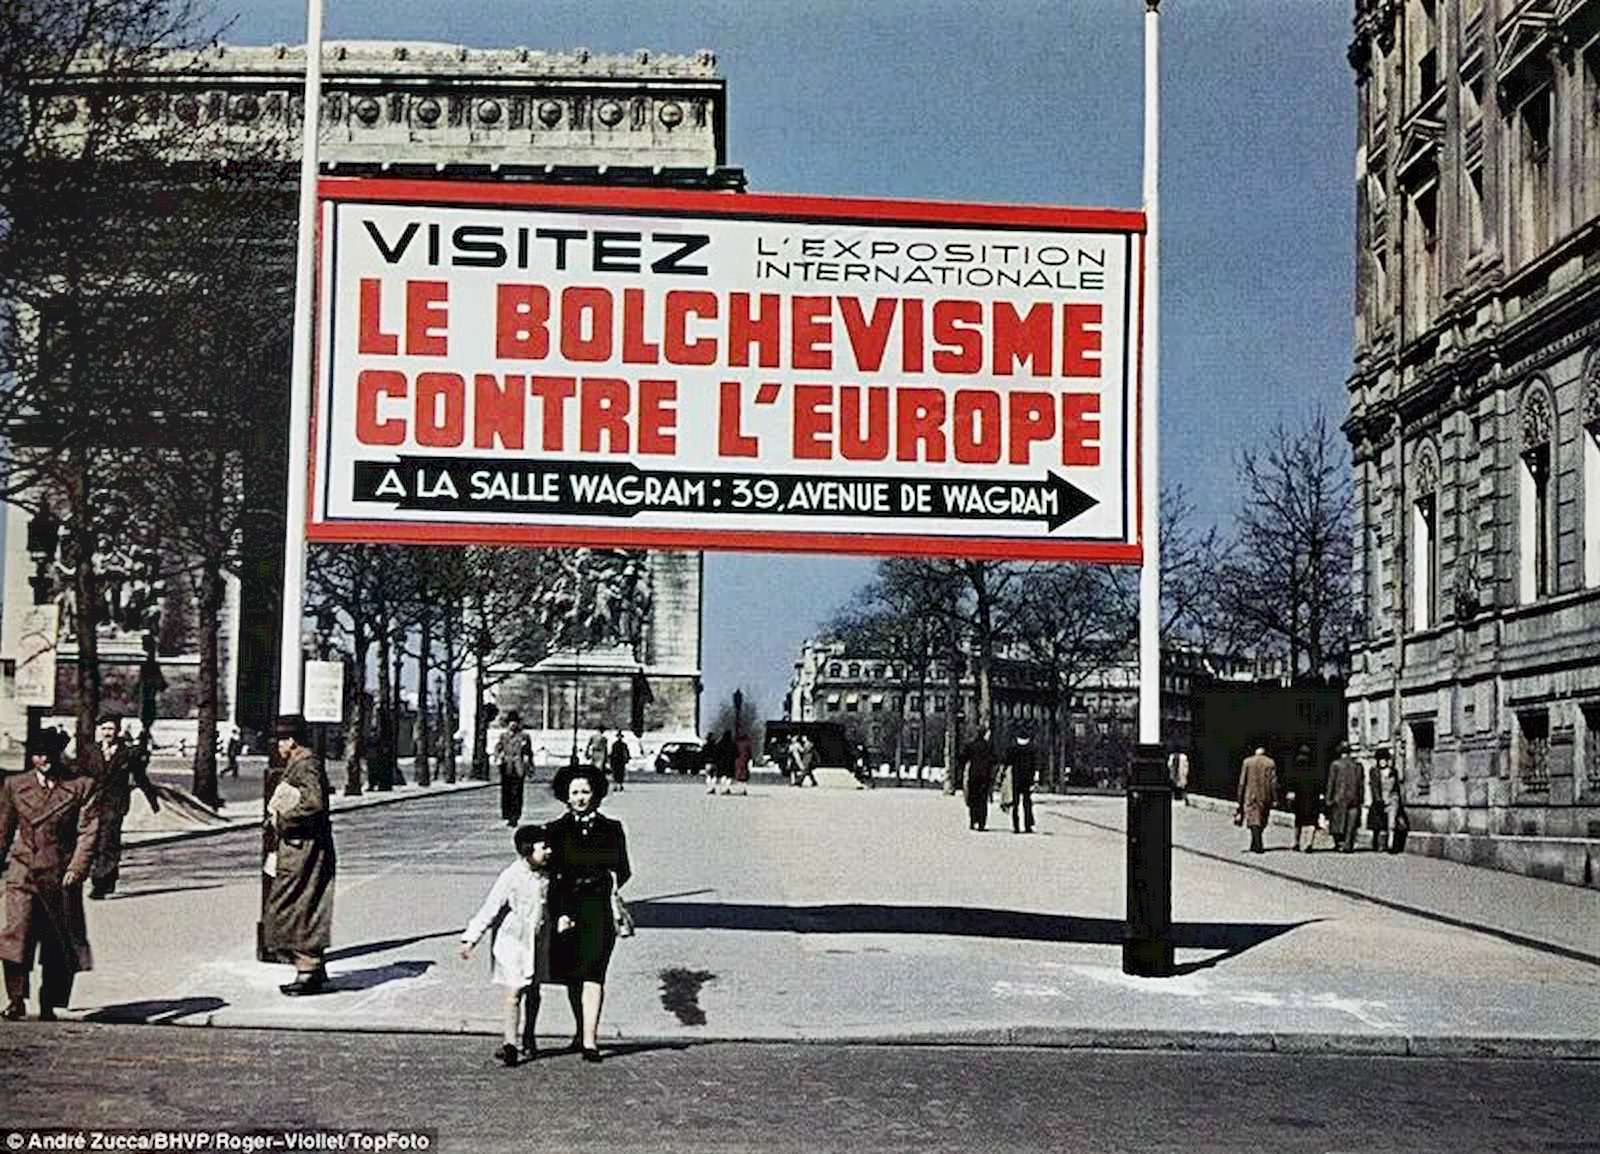 VISITEZ L'EXPOSITION
INTERNATIONALE
LE BOLCHEVISME
CONTRE L'EUROPE
A LA SALLE WAGRAM : 39, AVENUE DE WAGRAM
© André Zucca/BHVP/Roger-Viollet/TopFoto